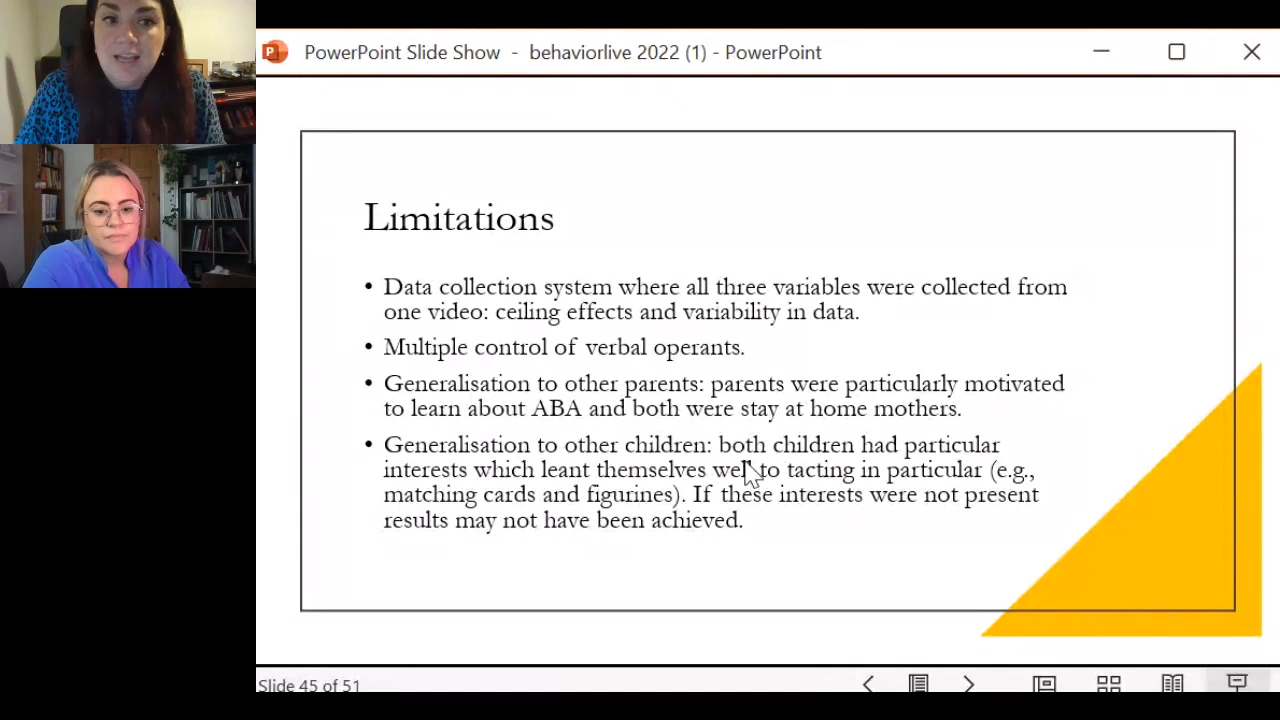 PowerPoint Slide Show - behaviorlive 2022 (1) - PowerPoint
Limitations
• Data collection system where all three variables were collected from
one video: ceiling effects and variability in data.
• Multiple control of verbal operants.
• Generalisation to other parents: parents were particularly motivated
to learn about ABA and both were stay at home mothers.
• Generalisation to other children: both children had particular
interests which leant themselves well to tacting in particular (e.g.,
matching cards and figurines). If these interests were not present
results may not have been achieved.
Slide 45 of 51